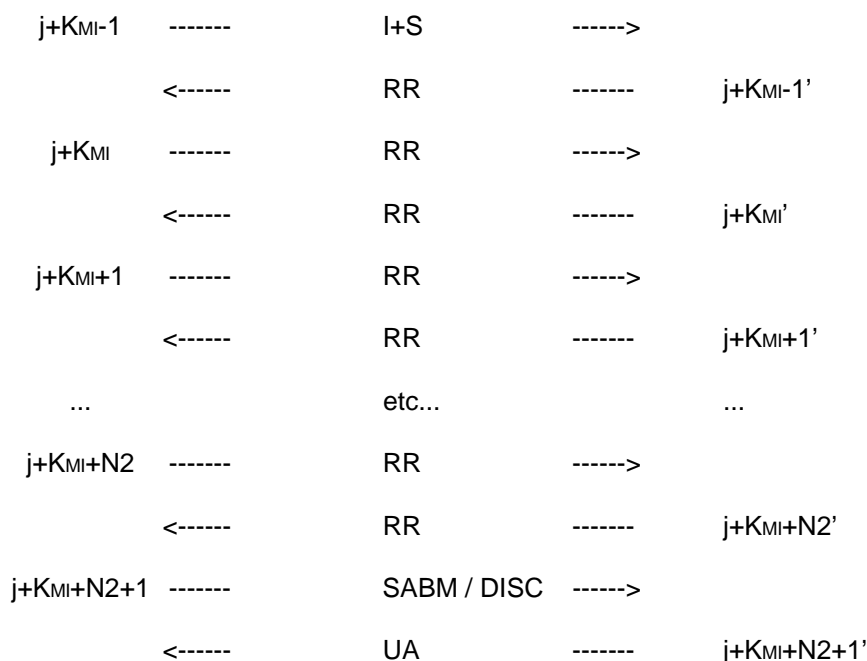 j+KMI-1 ------- I+S ------>
<------ RR ------- j+KMI-1’
j+KMI ------- RR ------>
<------ RR ------- j+KMI’
j+KMI+1 ------- RR ------>
<------ RR ------- j+KMI+1’
... etc... ...
j+KMI+N2 ------- RR ------>
<------ RR ------- j+KMI+N2’
j+KMI+N2+1 ------- SABM / DISC ------>
<------ UA ------- j+KMI+N2+1’